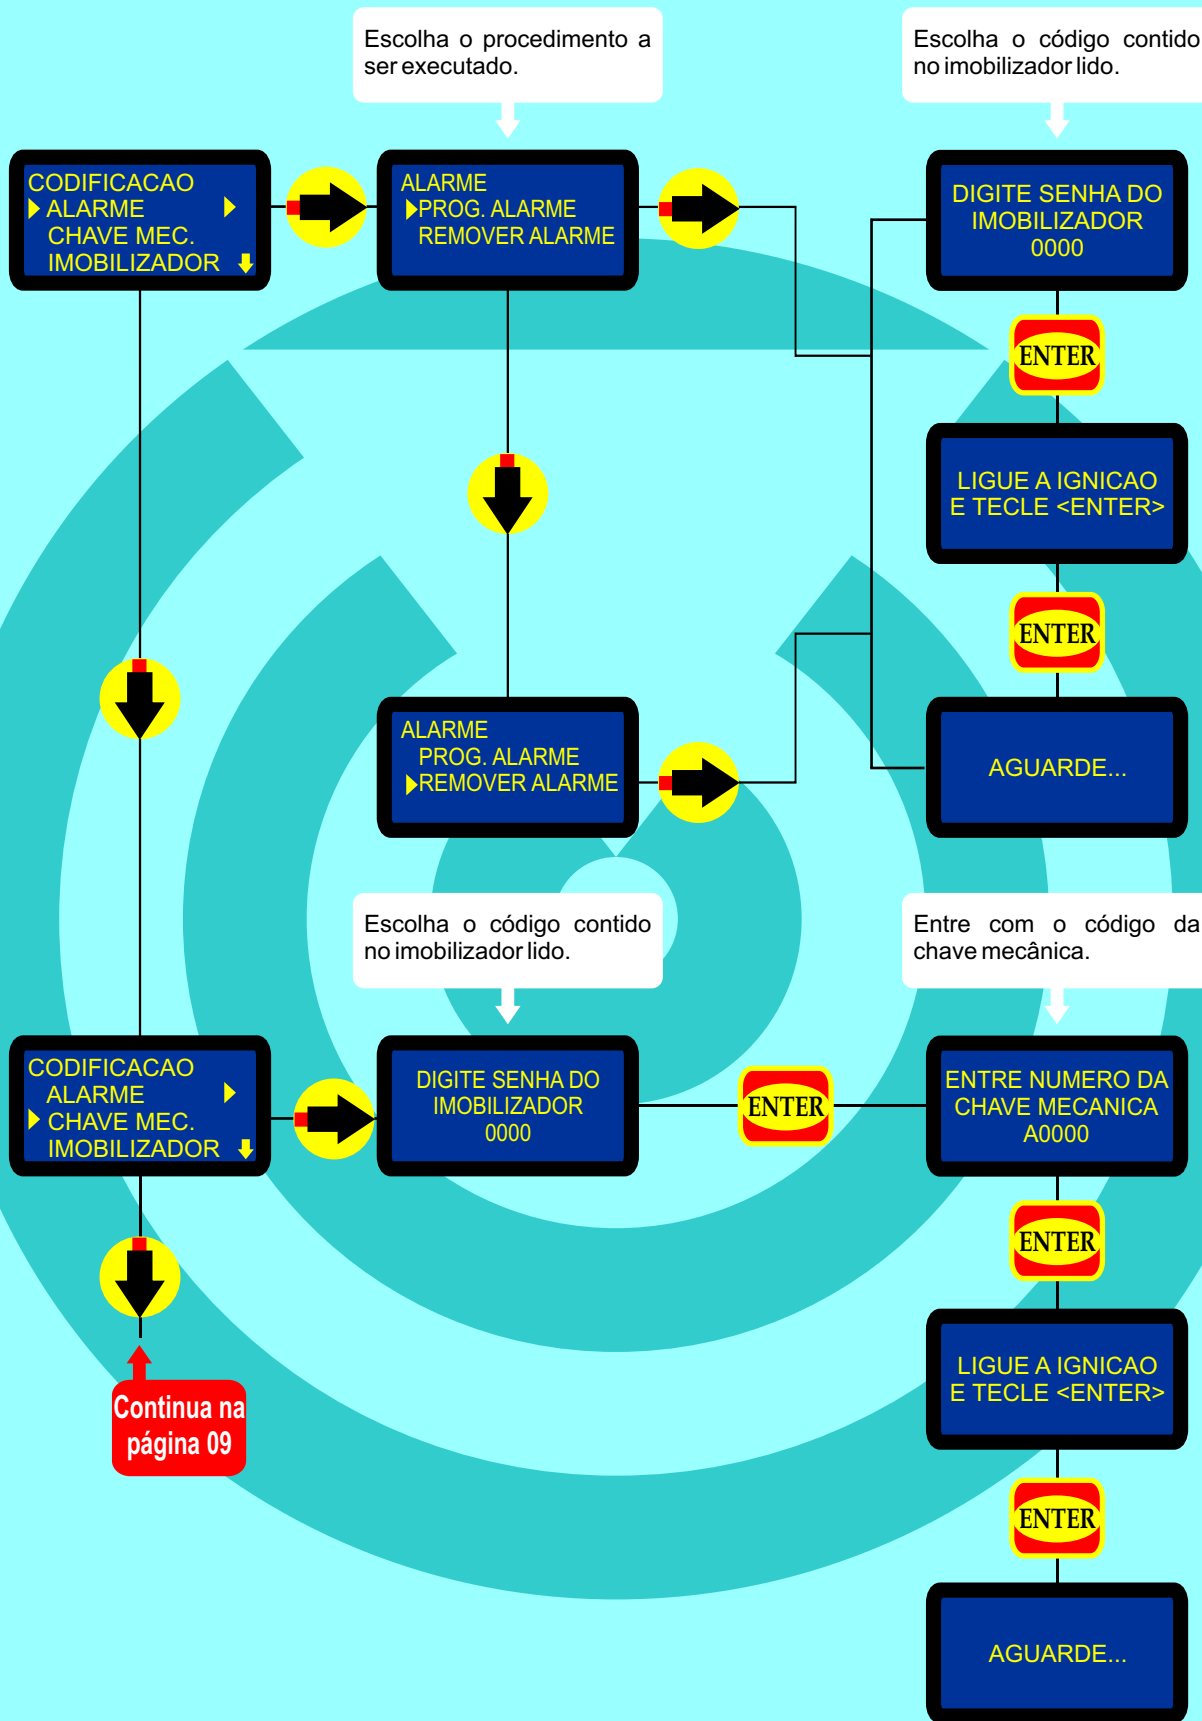 Escolha o procedimento a
ser executado.
Escolha o código contido
no imobilizador lido.
CODIFICACAO
ALARME
CHAVE MEC.
IMOBILIZADOR
ALARME
PROG. ALARME
REMOVER ALARME
DIGITE SENHA DO
IMOBILIZADOR
0000
ENTER
LIGUE A IGNICAO
E TECLE <ENTER>
ENTER
ALARME
PROG. ALARME
REMOVER ALARME
AGUARDE...
Escolha o código contido
no imobilizador lido.
Entre com o código da
chave mecânica.
CODIFICACAO
ALARME
CHAVE MEC.
IMOBILIZADOR
DIGITE SENHA DO
IMOBILIZADOR
0000
ENTER
ENTRE NUMERO DA
CHAVE MECANICA
A0000
ENTER
LIGUE A IGNICAO
E TECLE <ENTER>
Continua na
página 09
ENTER
AGUARDE...